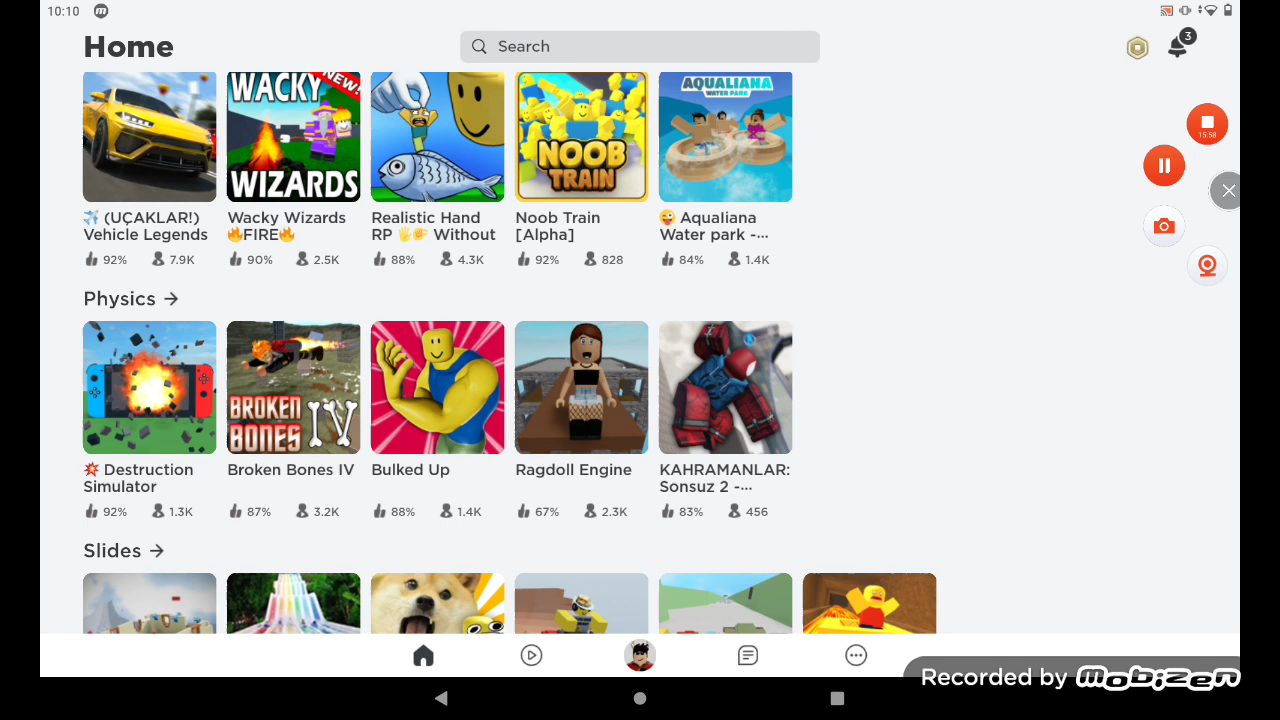 10:10
Home
Search
3
15:58
WACKY
NEW!
WIZARDS
NOOB
TRAIN
AQUALIANA
WATER PARK
✈️ (UÇAKLAR!)
Vehicle Legends
Wacky Wizards
🔥FIRE🔥
Realistic Hand
RP 🖐️👊 Without
Noob Train
[Alpha]
😜 Aqualiana
Water park -...
92% 7.9K
90% 2.5K
88% 4.3K
92% 828
84% 1.4K
Physics →
BROKEN
BONES IV
💥 Destruction
Simulator
Broken Bones IV
Bulked Up
Ragdoll Engine
KAHRAMANLAR:
Sonsuz 2 -...
92% 1.3K
87% 3.2K
88% 1.4K
67% 2.3K
83% 456
Slides →
Recorded by mobizen